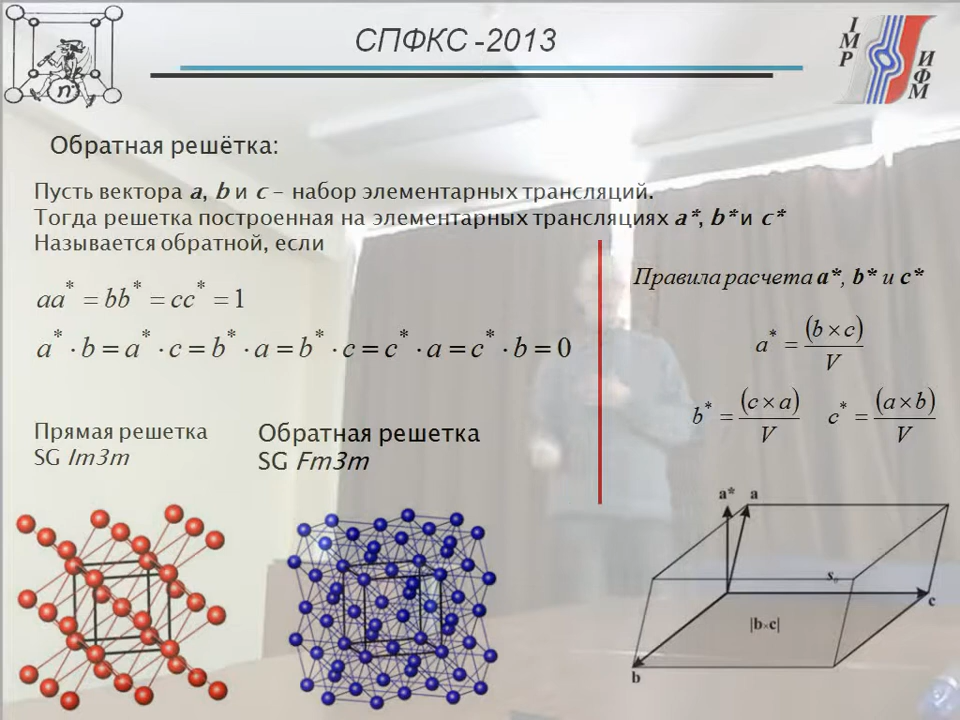 СПФКС -2013
I
M
P
И
Ф
М
n
Обратная решётка:
Пусть вектора a, b и c – набор элементарных трансляций.
Тогда решетка построенная на элементарных трансляциях a*, b* и c*
Называется обратной, если
aa* = bb* = cc* = 1
a* · b = a* · c = b* · a = b* · c = c* · a = c* · b = 0
Правила расчета a*, b* и c*
a* = (b × c) / V
b* = (c × a) / V c* = (a × b) / V
Прямая решетка
SG Im3m
Обратная решетка
SG Fm3m
a* a
c
|b×c|
b